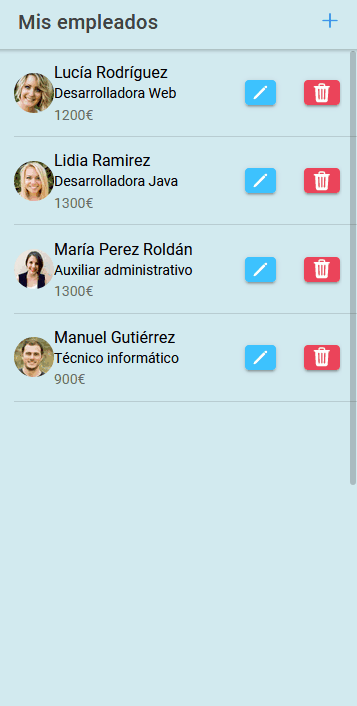 Mis empleados
Lucía Rodríguez
Desarrolladora Web
1200€
Lidia Ramirez
Desarrolladora Java
1300€
María Perez Roldán
Auxiliar administrativo
1300€
Manuel Gutiérrez
Técnico informático
900€